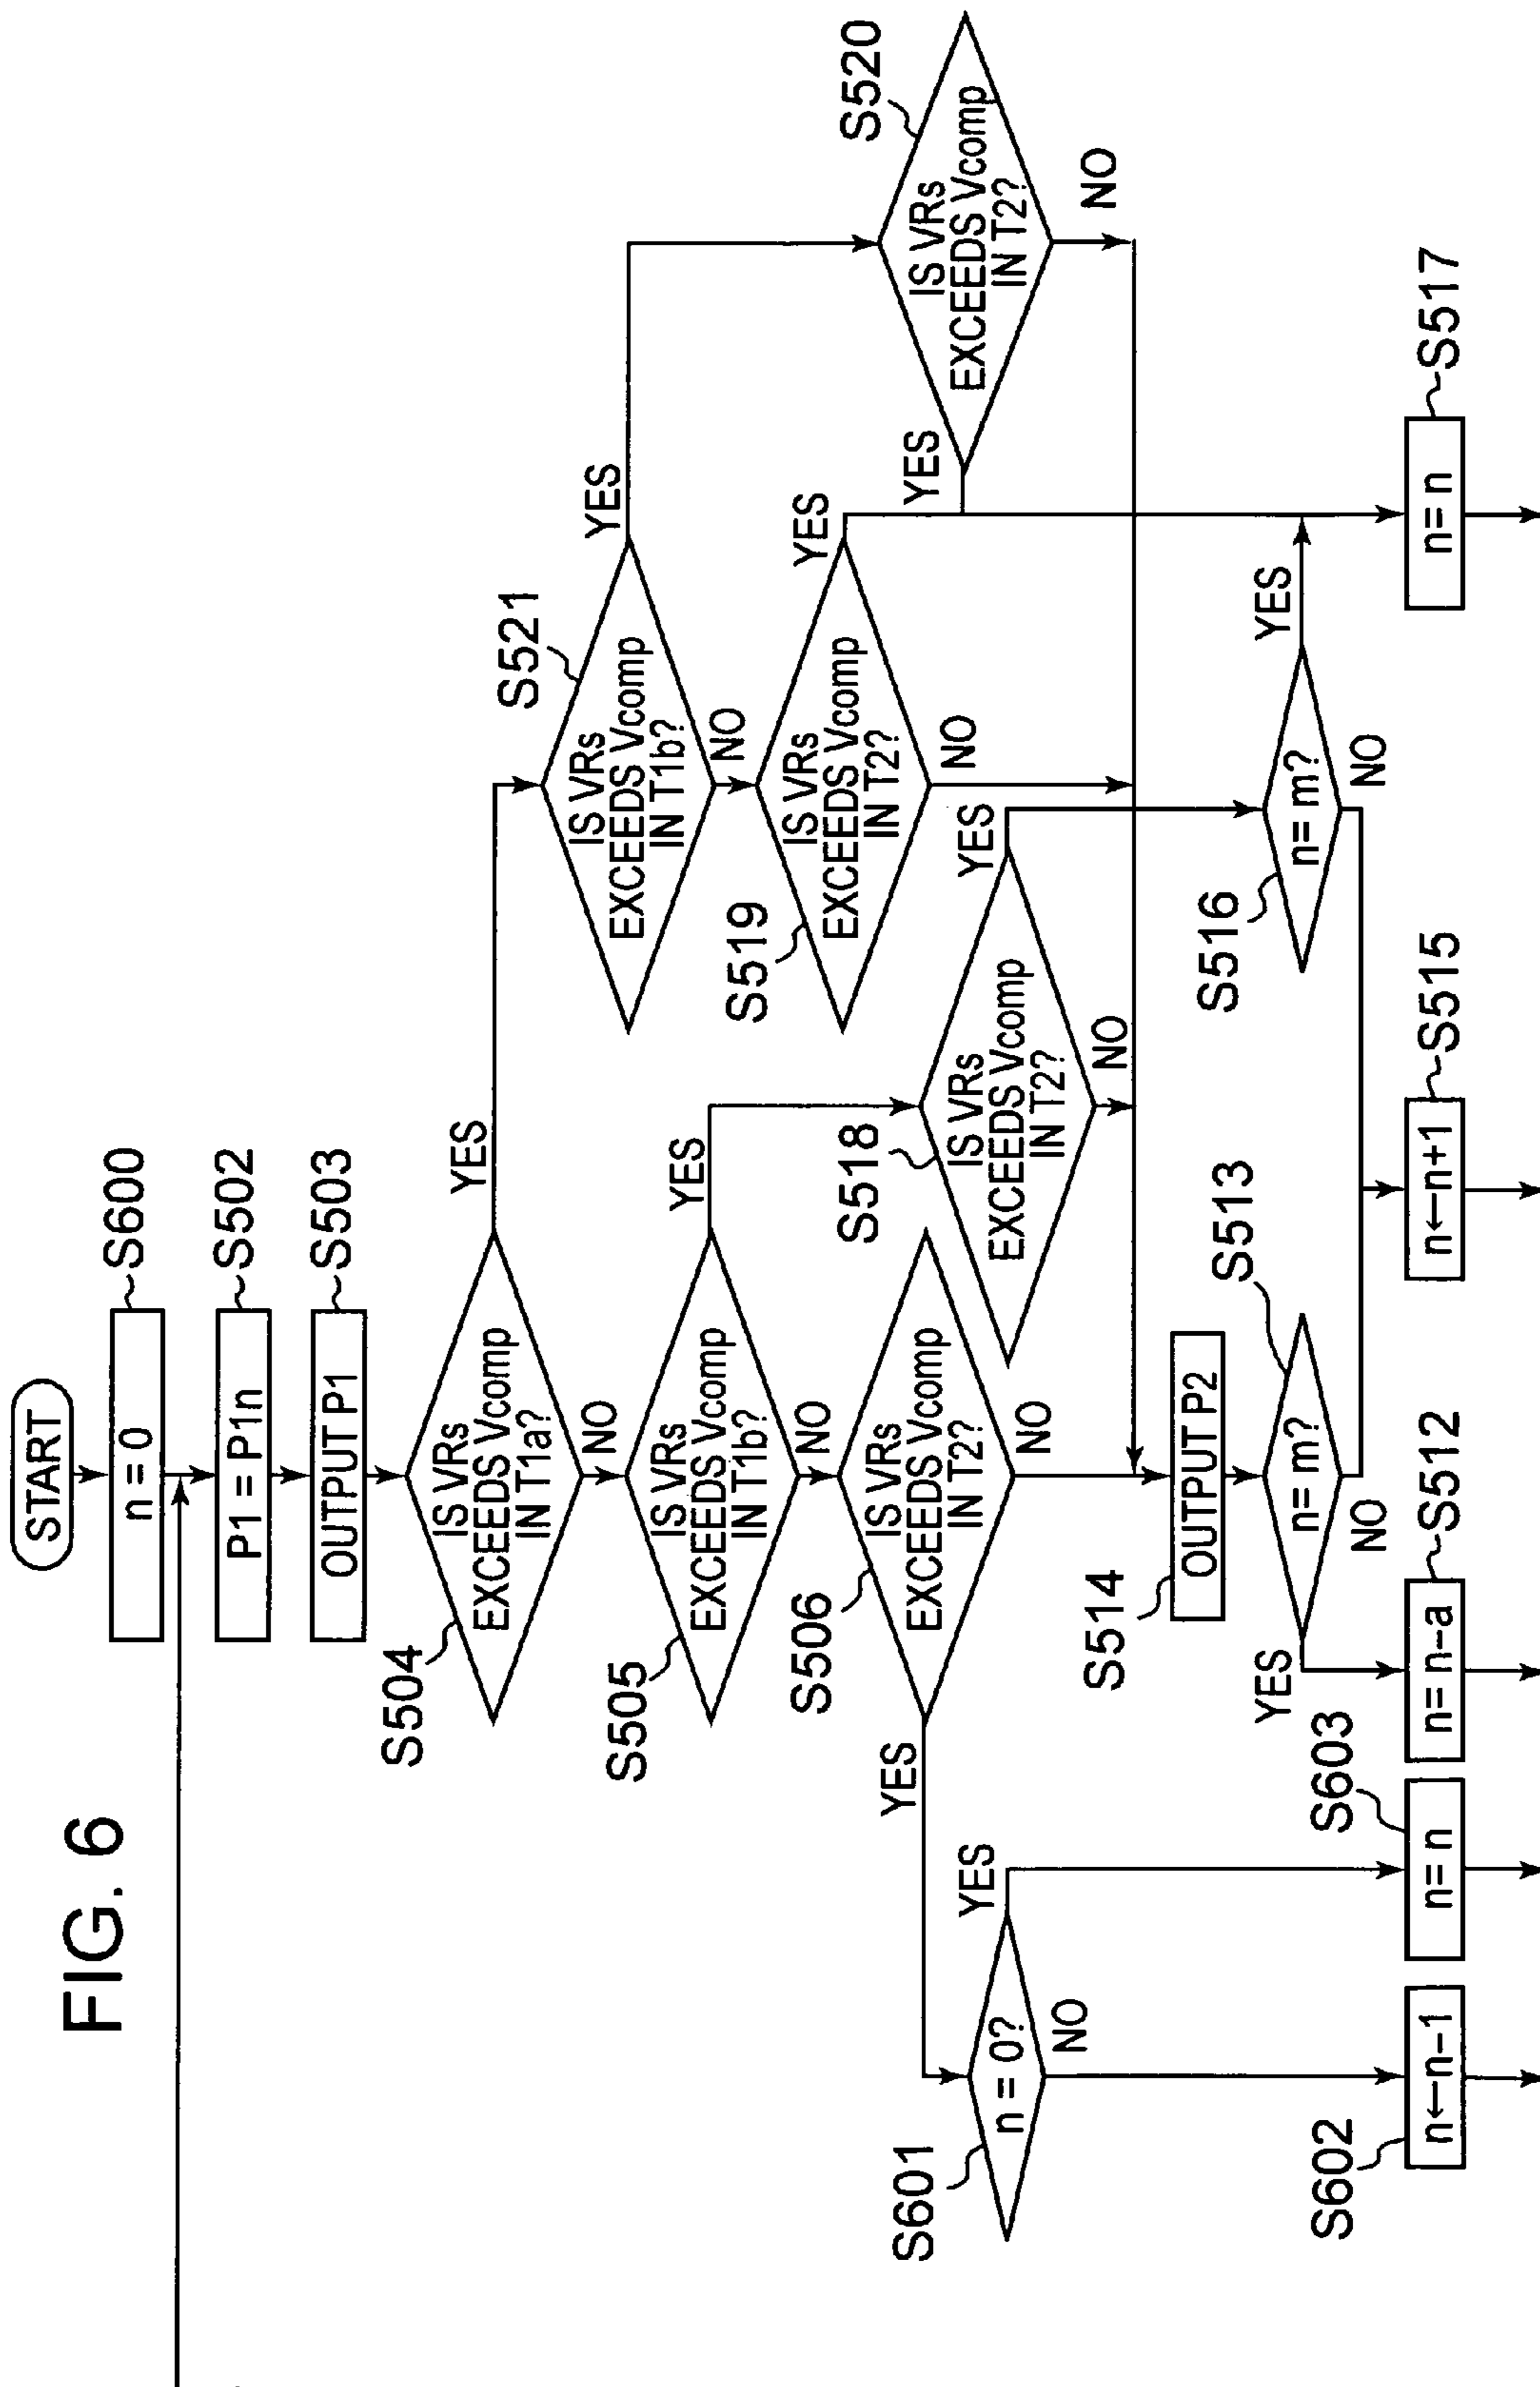 FIG. 6
START
n = 0
S600
P1 = P1n
S502
OUTPUT P1
S503
S504
IS VRs
EXCEEDS Vcomp
IN T1a?
YES
NO
S505
IS VRs
EXCEEDS Vcomp
IN T1b?
YES
NO
S506
IS VRs
EXCEEDS Vcomp
IN T2?
YES
NO
S521
IS VRs
EXCEEDS Vcomp
IN T1b?
YES
NO
S519
IS VRs
EXCEEDS Vcomp
IN T2?
YES
NO
S520
IS VRs
EXCEEDS Vcomp
IN T2?
YES
NO
S518
IS VRs
EXCEEDS Vcomp
IN T2?
YES
NO
S601
n = 0?
YES
NO
S514
OUTPUT P2
S513
n= m?
YES
NO
S516
n= m?
YES
NO
S602
n←n−1
S603
n= n
n= n−a
S512
n←n+1
S515
n= n
S517